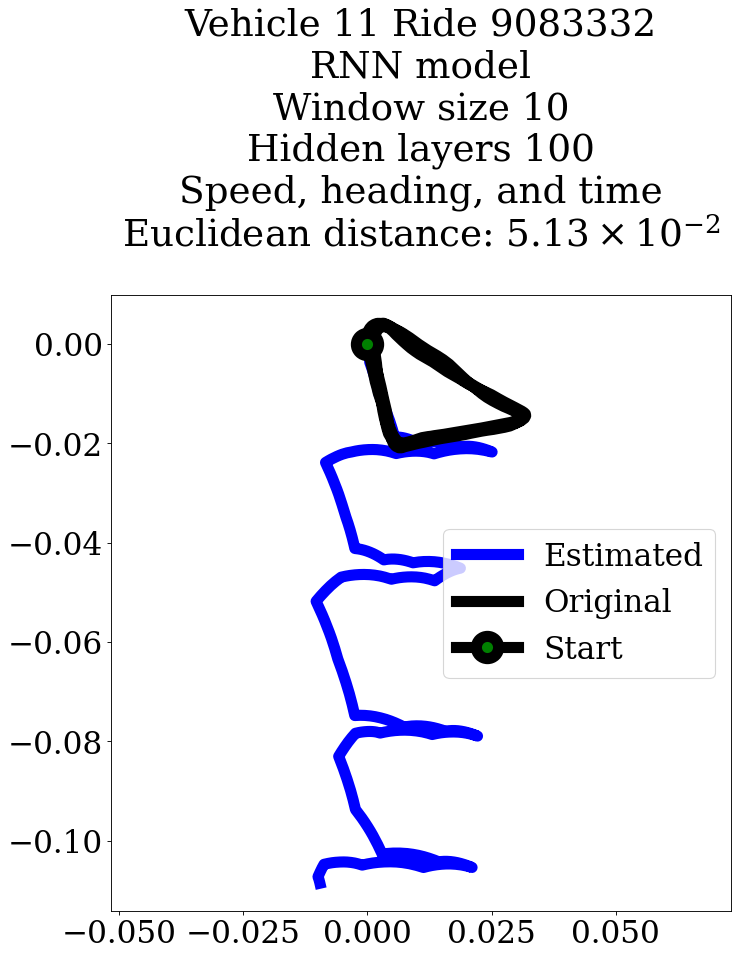 Vehicle 11 Ride 9083332
RNN model
Window size 10
Hidden layers 100
Speed, heading, and time
Euclidean distance: 5.13 × 10⁻²
0.00
−0.02
−0.04
−0.06
−0.08
−0.10
Estimated
Original
Start
−0.050 −0.025 0.000 0.025 0.050